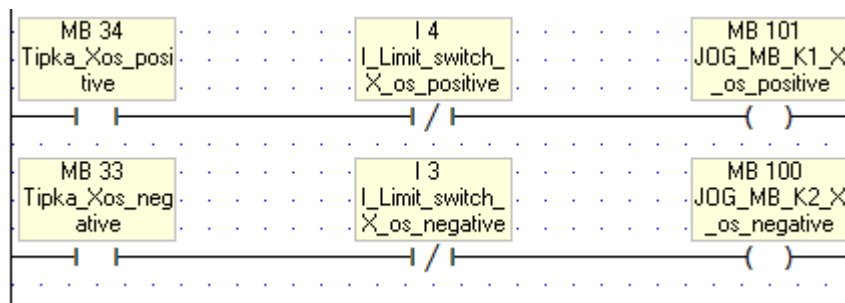 MB 34
Tipka_Xos_posi
tive
I 4
I_Limit_switch_
X_os_positive
MB 101
JOG_MB_K1_X
_os_positive
MB 33
Tipka_Xos_neg
ative
I 3
I_Limit_switch_
X_os_negative
MB 100
JOG_MB_K2_X
_os_negative